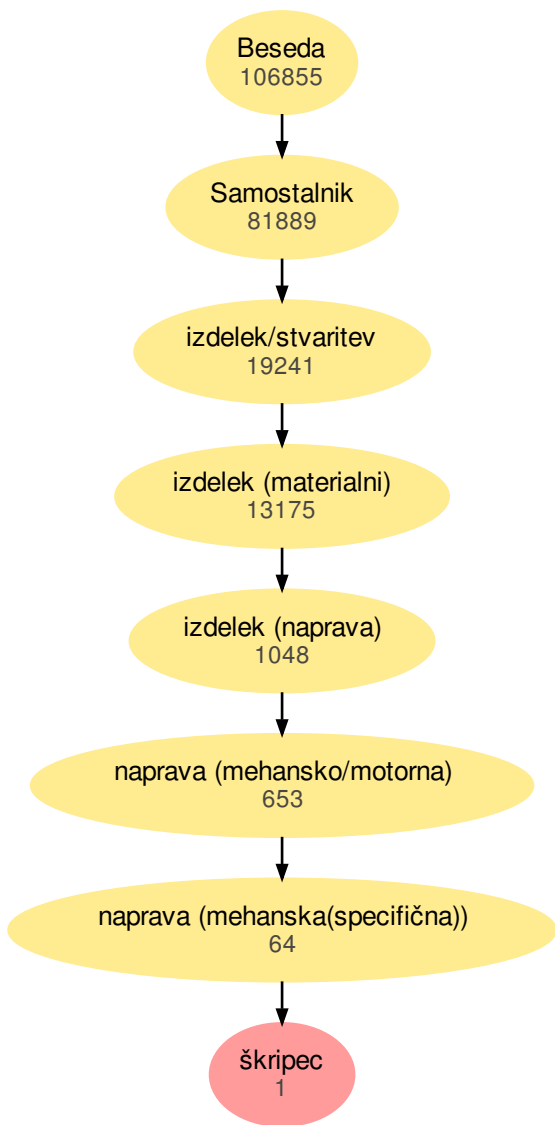 Beseda
106855
Samostalnik
81889
izdelek/stvaritev
19241
izdelek (materialni)
13175
izdelek (naprava)
1048
naprava (mehansko/motorna)
653
naprava (mehanska(specifična))
64
škripec
1